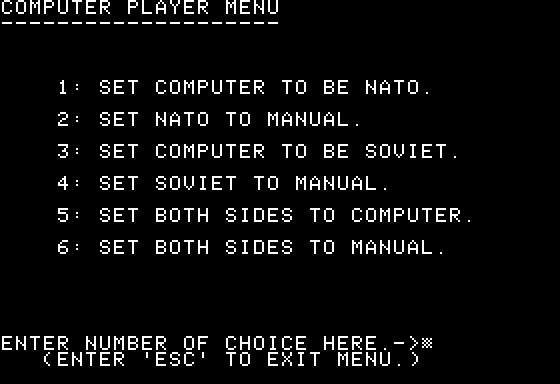 COMPUTER PLAYER MENU
--------------------
1: SET COMPUTER TO BE NATO.
2: SET NATO TO MANUAL.
3: SET COMPUTER TO BE SOVIET.
4: SET SOVIET TO MANUAL.
5: SET BOTH SIDES TO COMPUTER.
6: SET BOTH SIDES TO MANUAL.
ENTER NUMBER OF CHOICE HERE.->※
(ENTER 'ESC' TO EXIT MENU.)